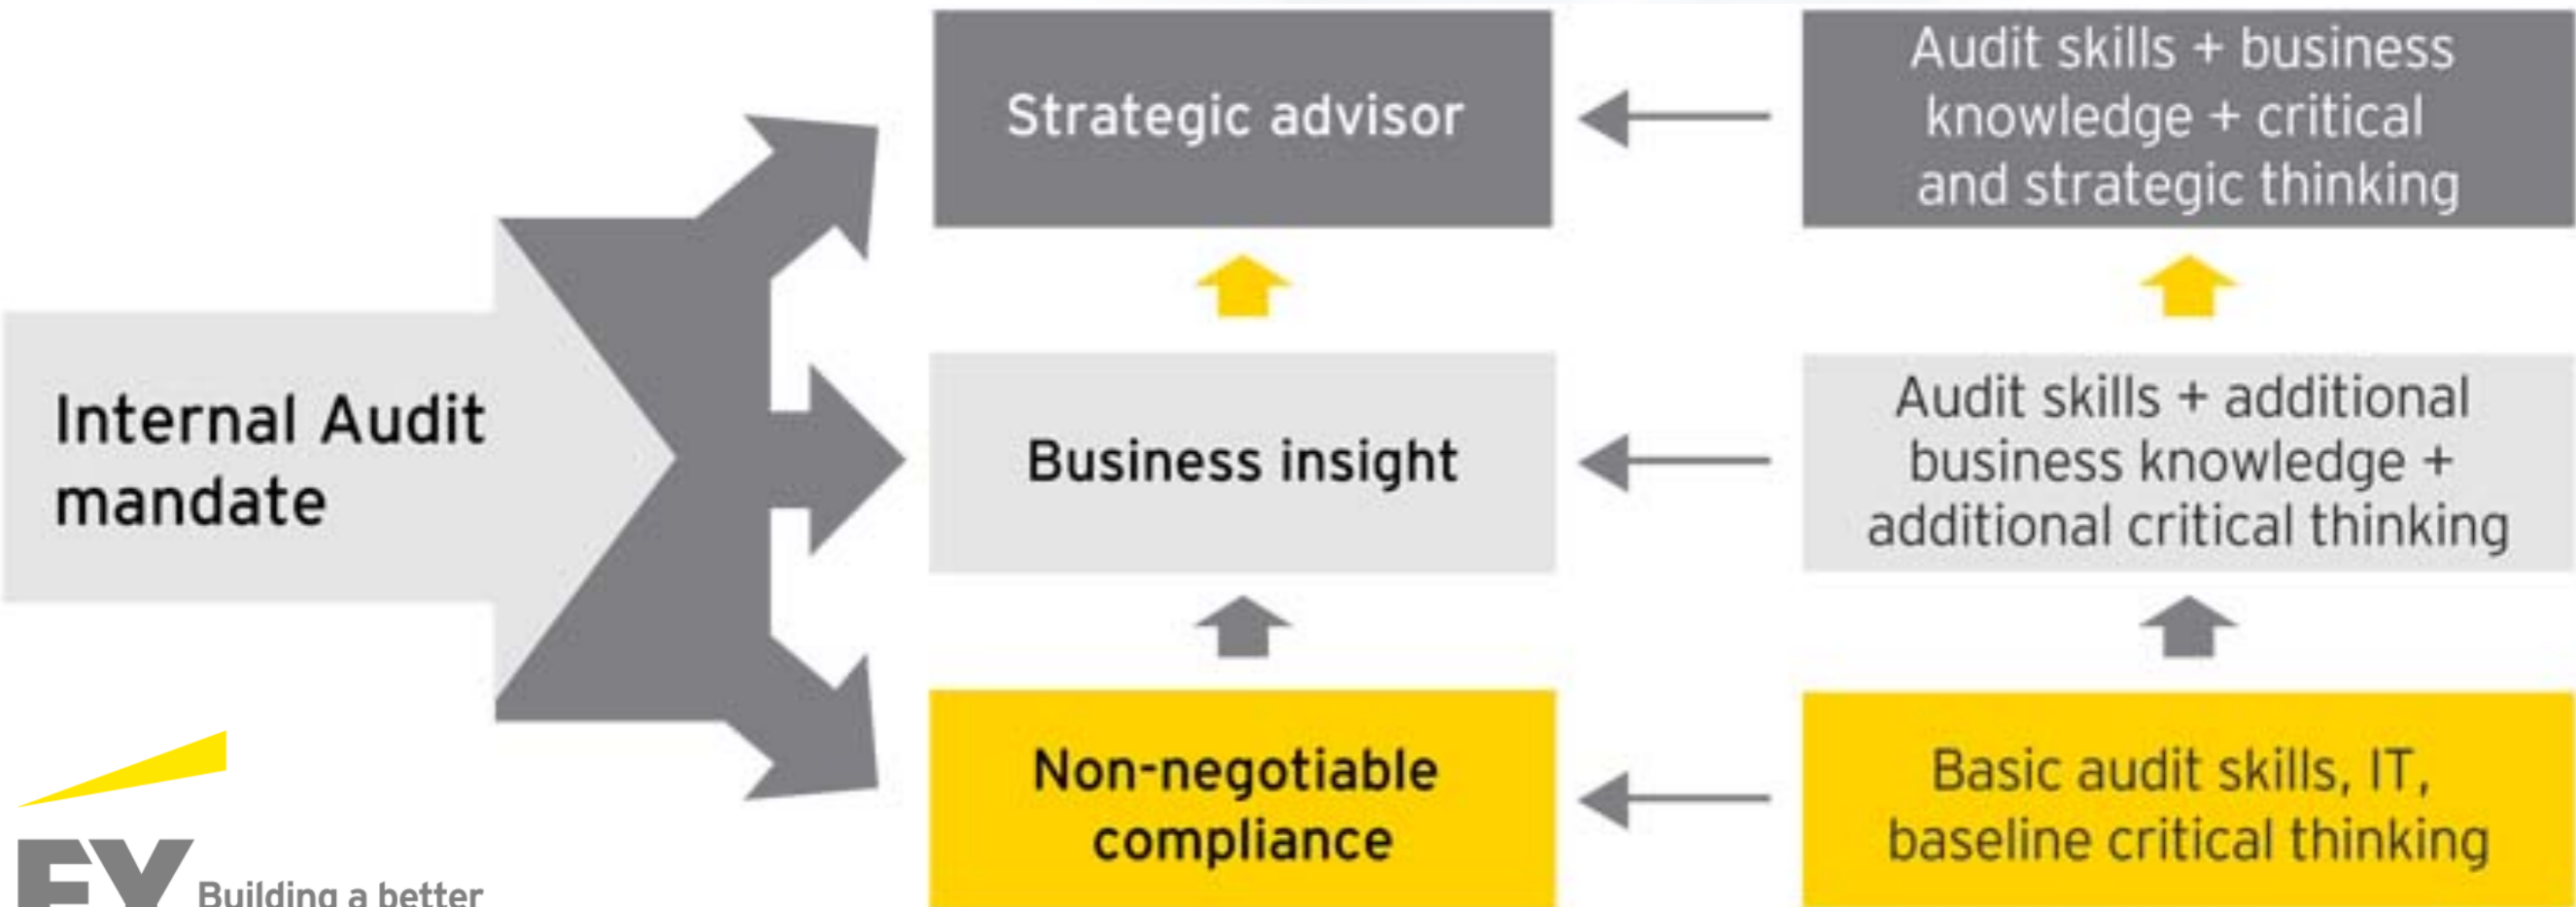 Internal Audit
mandate
Strategic advisor
Audit skills + business
knowledge + critical
and strategic thinking
Business insight
Audit skills + additional
business knowledge +
additional critical thinking
Non-negotiable
compliance
Basic audit skills, IT,
baseline critical thinking
EY
Building a better